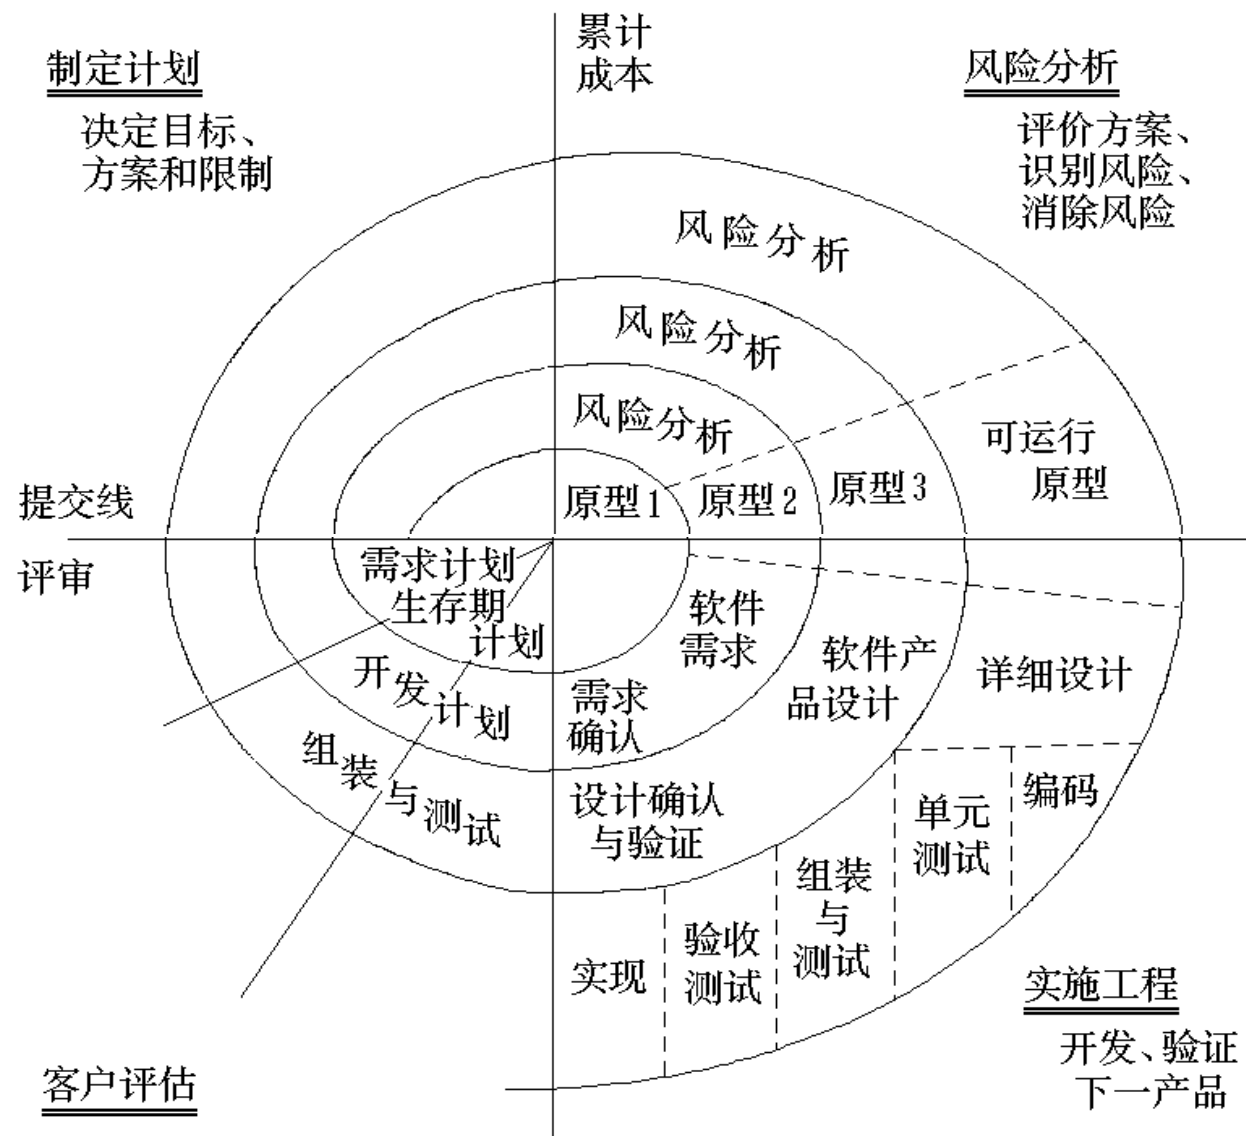 累计
成本
制定计划
决定目标、
方案和限制
风险分析
评价方案、
识别风险、
消除风险
风险分析
风险分析
风险分析
可运行
原型
原型3
原型2
原型1
提交线
评审
需求计划
生存期
计划
开发计划
组装与测试
软件
需求
需求
确认
软件产
品设计
详细设计
设计确认
与验证
编码
单元
测试
组装
与
测试
验收
测试
实现
实施工程
开发、验证
下一产品
客户评估